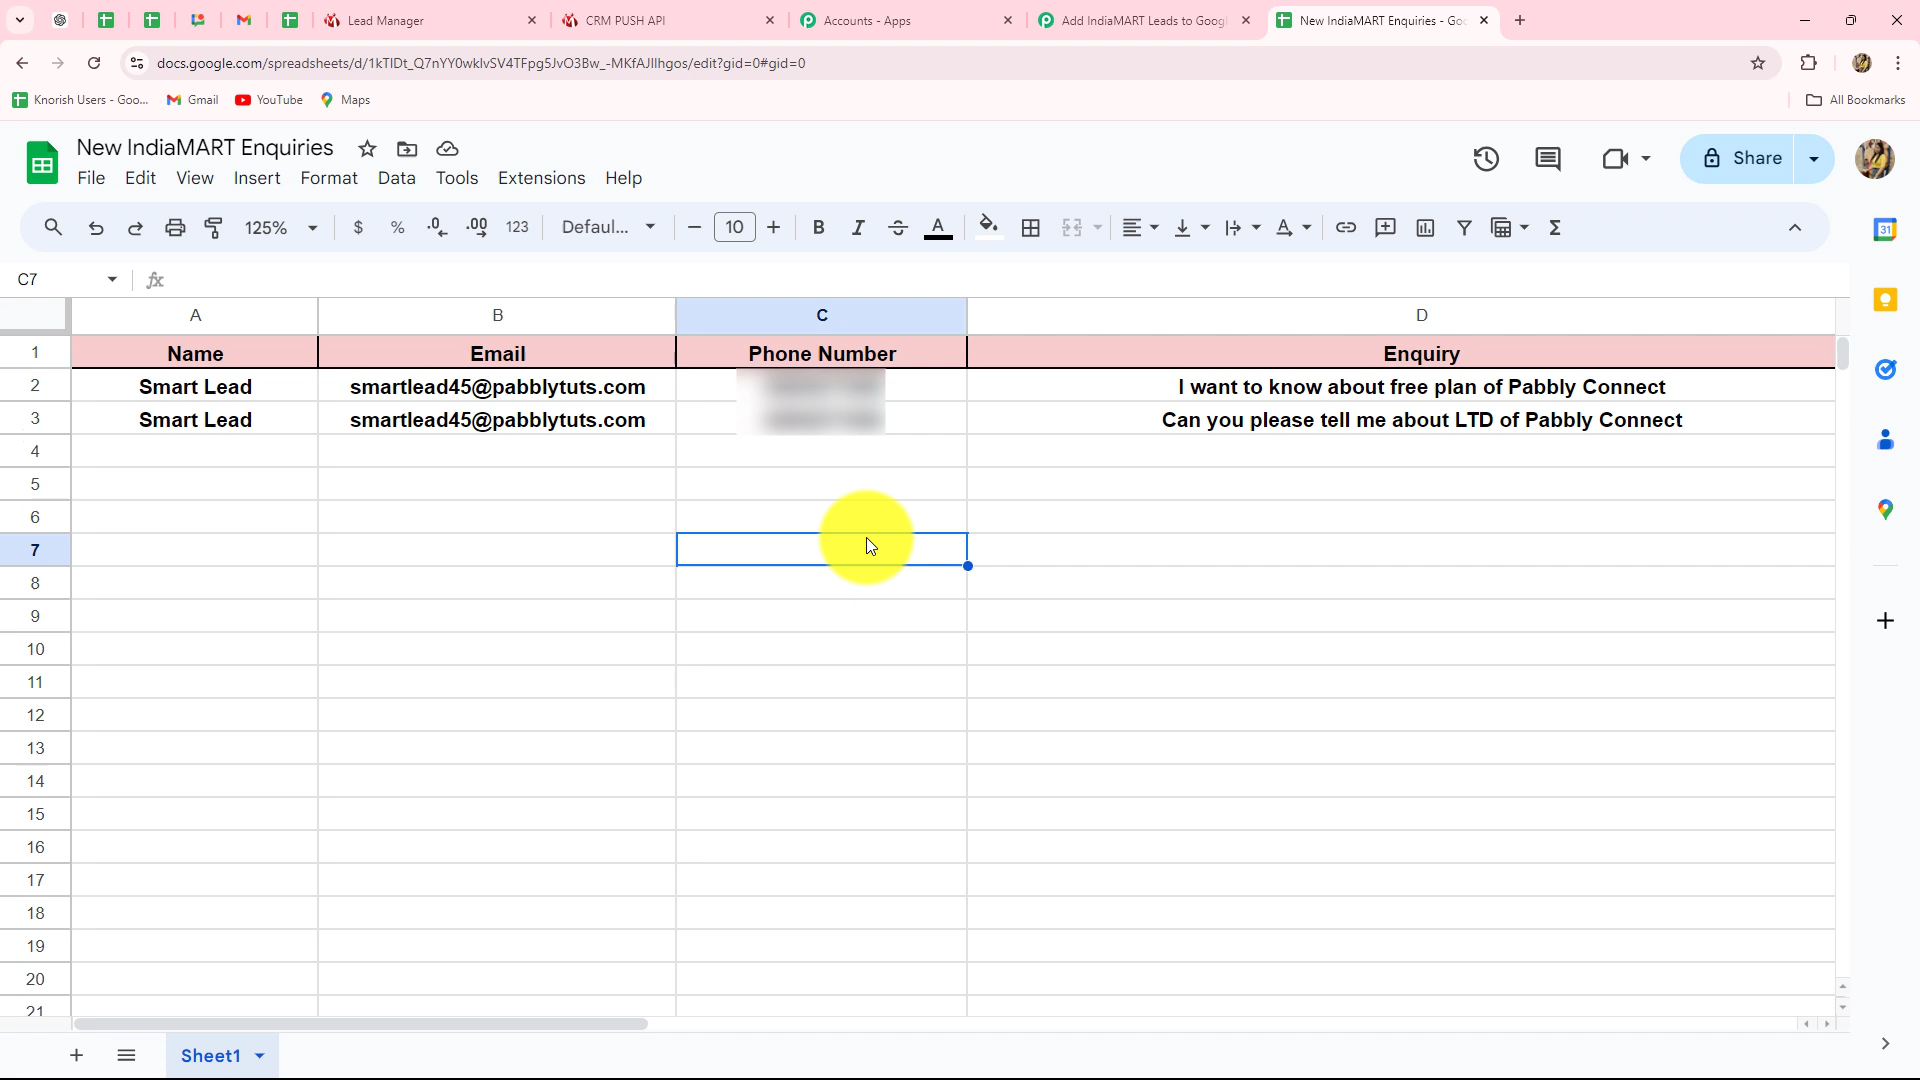 Lead Manager
CRM PUSH API
Accounts - Apps
Add IndiaMART Leads to Googl
New IndiaMART Enquiries - Goo
docs.google.com/spreadsheets/d/1kTIDt_Q7nYY0wklvSV4TFpg5JvO3Bw_-MKfAJIlhgos/edit?gid=0#gid=0
Knorish Users - Goo...
Gmail
YouTube
Maps
All Bookmarks
New IndiaMART Enquiries
File Edit View Insert Format Data Tools Extensions Help
Share
125%
$ % .0 .00 123
Defaul...
10
B I A
31
C7
fx
A B C D
1 Name Email Phone Number Enquiry
2 Smart Lead smartlead45@pabblytuts.com I want to know about free plan of Pabbly Connect
3 Smart Lead smartlead45@pabblytuts.com Can you please tell me about LTD of Pabbly Connect
4
5
6
7
8
9
10
11
12
13
14
15
16
17
18
19
20
21
Sheet1